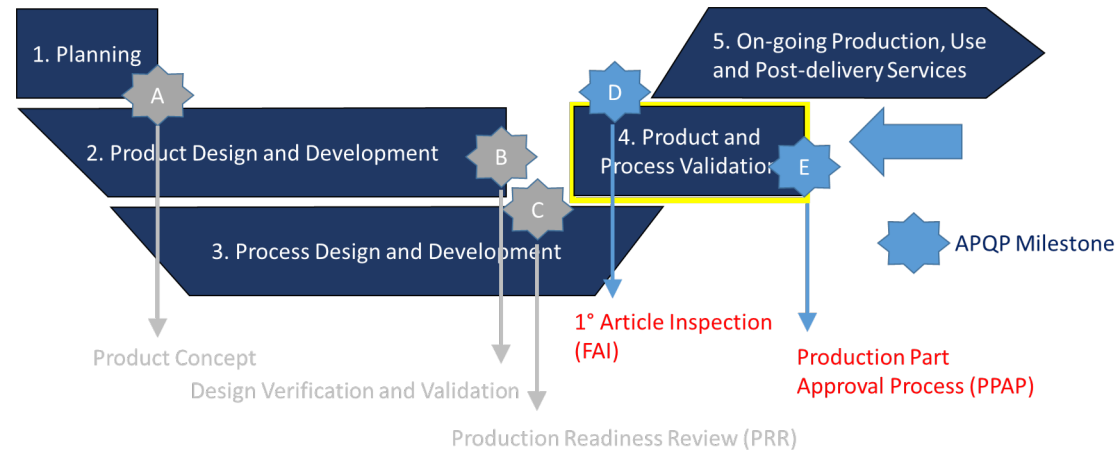 1. Planning
A
2. Product Design and Development
B
C
3. Process Design and Development
D
4. Product and
Process Validation
E
5. On-going Production, Use
and Post-delivery Services
APQP Milestone
Product Concept
Design Verification and Validation
Production Readiness Review (PRR)
1° Article Inspection
(FAI)
Production Part
Approval Process (PPAP)